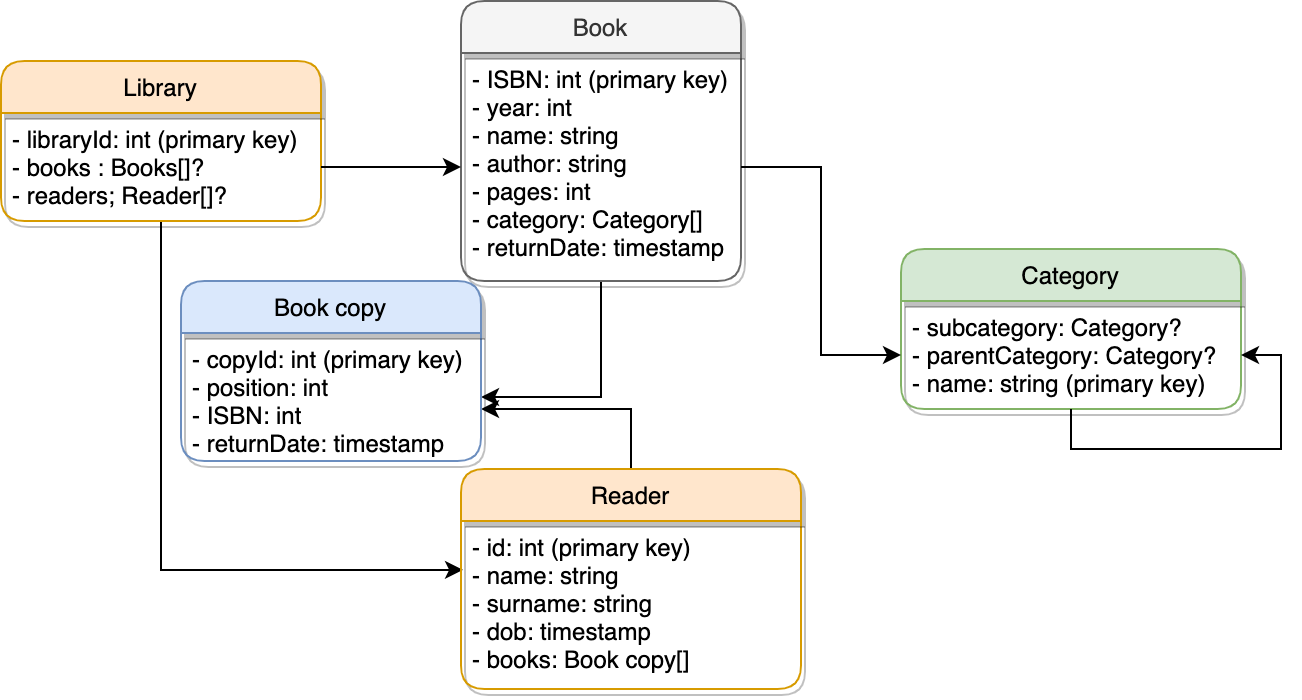 Book
- ISBN: int (primary key)
- year: int
- name: string
- author: string
- pages: int
- category: Category[]
- returnDate: timestamp
Library
- libraryId: int (primary key)
- books : Books[]?
- readers; Reader[]?
Category
- subcategory: Category?
- parentCategory: Category?
- name: string (primary key)
Book copy
- copyId: int (primary key)
- position: int
- ISBN: int
- returnDate: timestamp
Reader
- id: int (primary key)
- name: string
- surname: string
- dob: timestamp
- books: Book copy[]